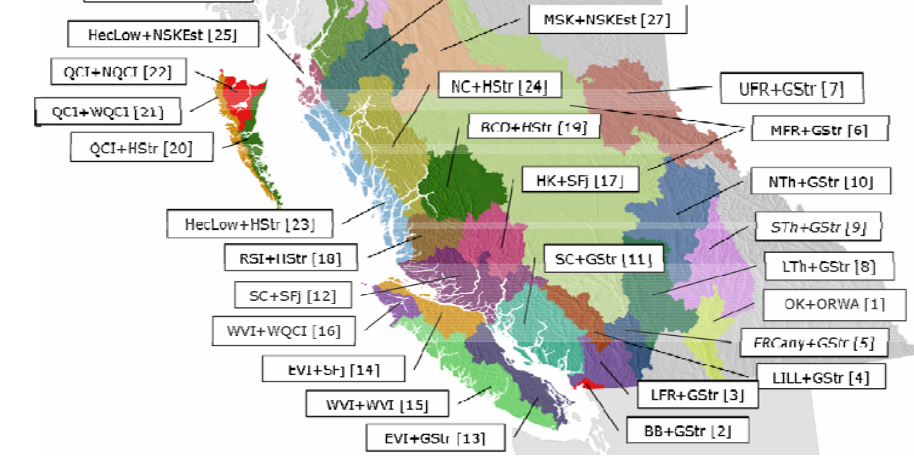 MSK+NSKEst [27]
HecLow+NSKEst [25]
QCI+NQCI [22]
NC+HStr [24]
UFR+GStr [7]
QCI+WQCI [21]
BCD+HStr [19]
MFR+GStr [6]
QCI+HStr [20]
HK+SFj [17]
NTh+GStr [10]
HecLow+HStr [23]
STh+GStr [9]
RSI+HStr [18]
SC+GStr [11]
LTh+GStr [8]
SC+SFj [12]
OK+ORWA [1]
WVI+WQCI [16]
FRCany+GStr [5]
EVI+SFj [14]
LILL+GStr [4]
WVI+WVI [15]
LFR+GStr [3]
EVI+GStr [13]
BB+GStr [2]